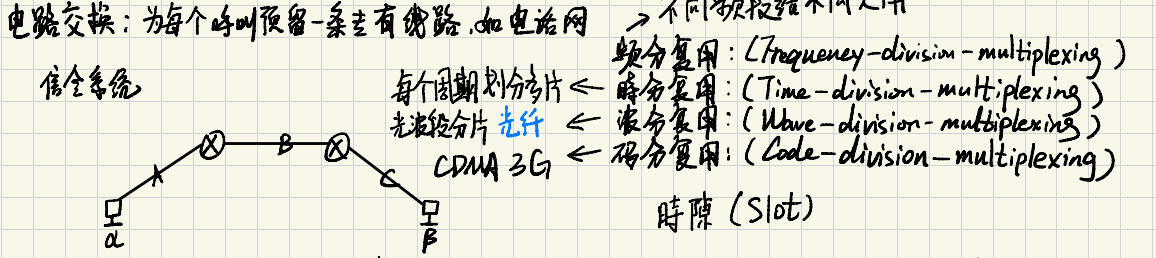 电路交换：为每个呼叫预留一条专有线路，如电话网
→ 不同频段给不同人用
频分复用：(Frequency-division-multiplexing)
信令系统
每个周期划分多片 ← 時分复用：(Time-division-multiplexing)
光波段分片 光纤 ← 波分复用：(Wave-division-multiplexing)
CDMA 3G ← 码分复用：(Code-division-multiplexing)
時隙 (Slot)
A
B
C
α
β